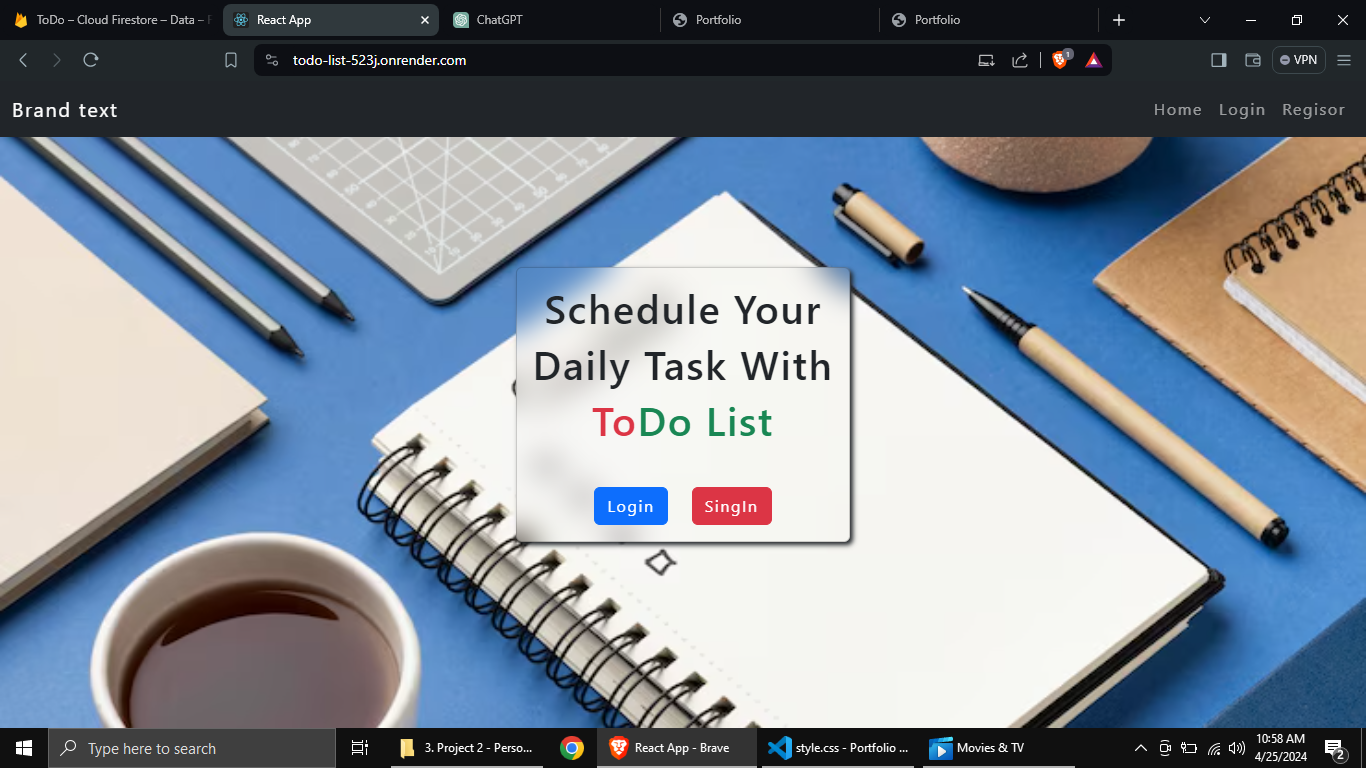 ToDo – Cloud Firestore – Data –
React App
ChatGPT
Portfolio
Portfolio
todo-list-523j.onrender.com
1
VPN
Brand text
Home Login Regisor
Schedule Your
Daily Task With
ToDo List
Login SingIn
Type here to search
3. Project 2 - Perso...
React App - Brave
style.css - Portfolio ...
Movies & TV
10:58 AM
4/25/2024
2